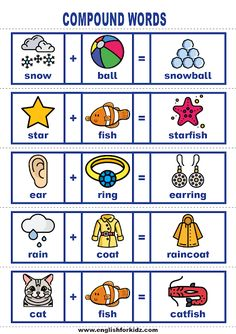 COMPOUND WORDS
snow + ball = snowball
star + fish = starfish
ear + ring = earring
rain + coat = raincoat
cat + fish = catfish
www.englishforkidz.com